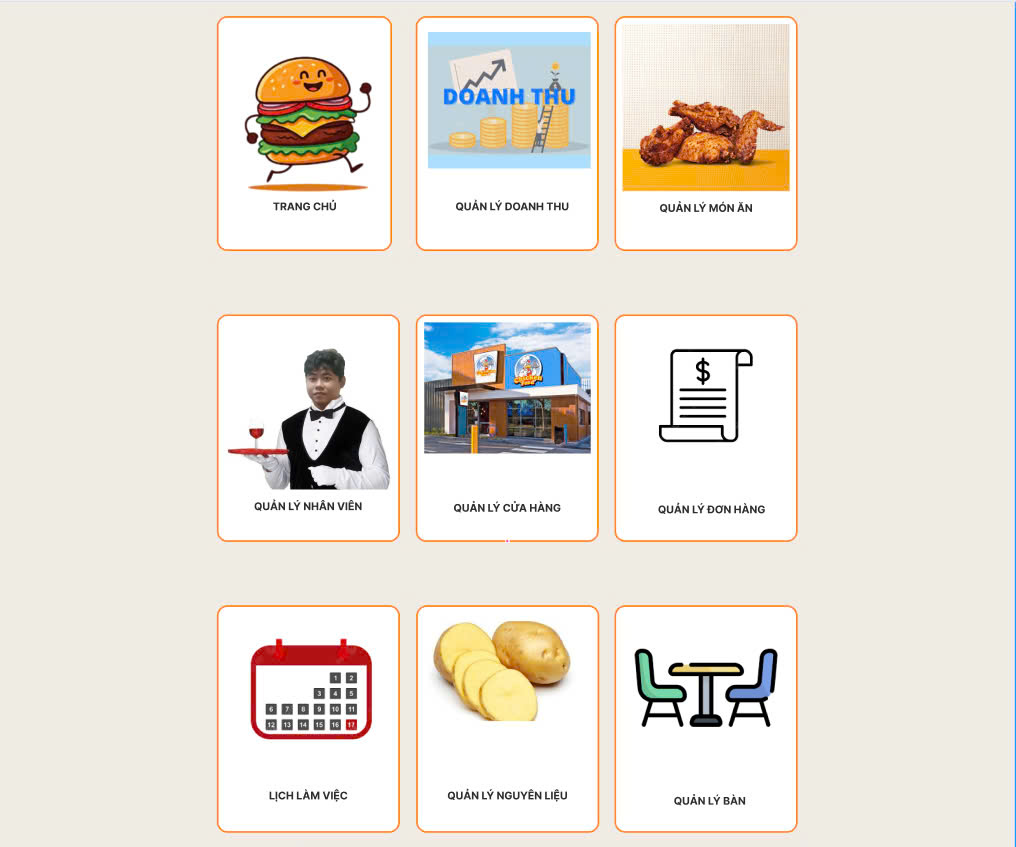 DOANH THU
TRANG CHỦ
QUẢN LÝ DOANH THU
QUẢN LÝ MÓN ĂN
QUẢN LÝ NHÂN VIÊN
QUẢN LÝ CỬA HÀNG
$
QUẢN LÝ ĐƠN HÀNG
1 2
3 4 5
6 7 8 9 10 11
12 13 14 15 16 17
LỊCH LÀM VIỆC
QUẢN LÝ NGUYÊN LIỆU
QUẢN LÝ BÀN